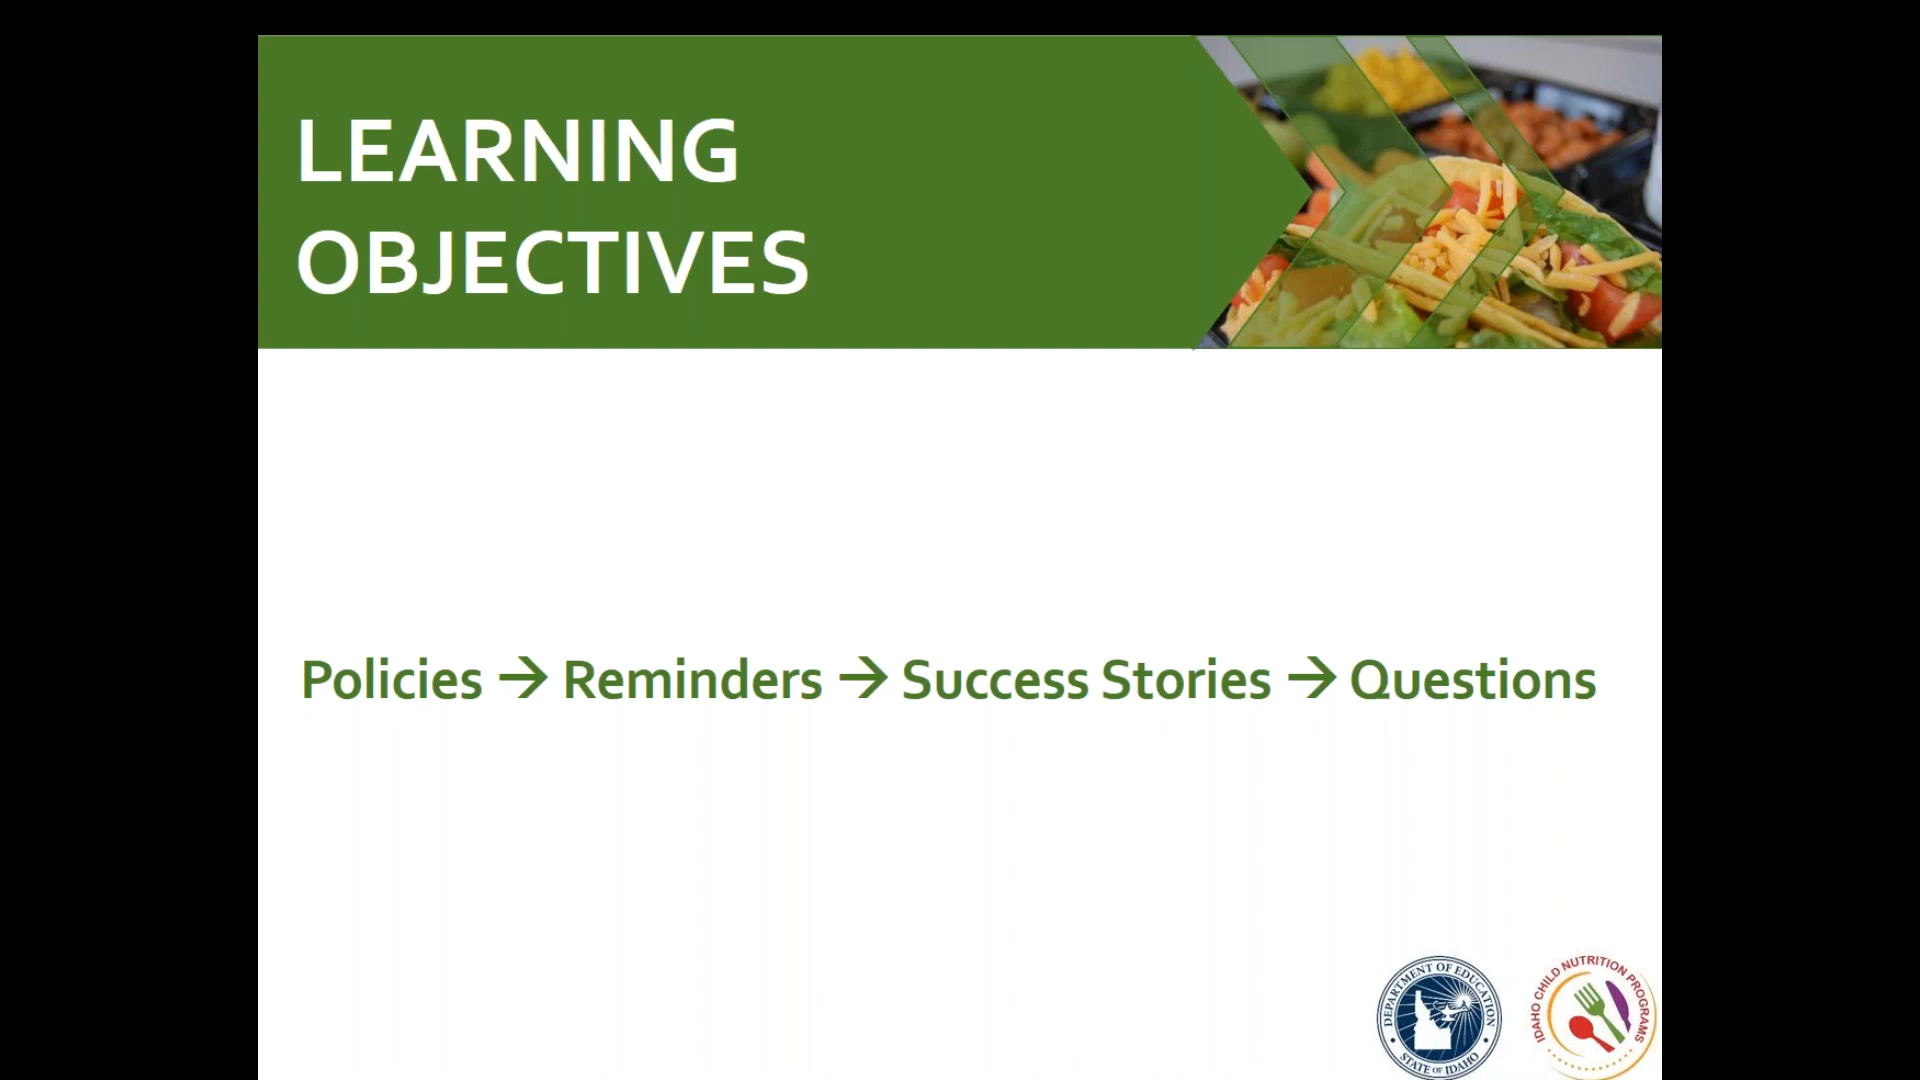 LEARNING
OBJECTIVES
Policies → Reminders → Success Stories → Questions
DEPARTMENT OF EDUCATION
STATE OF IDAHO
IDAHO CHILD NUTRITION PROGRAMS